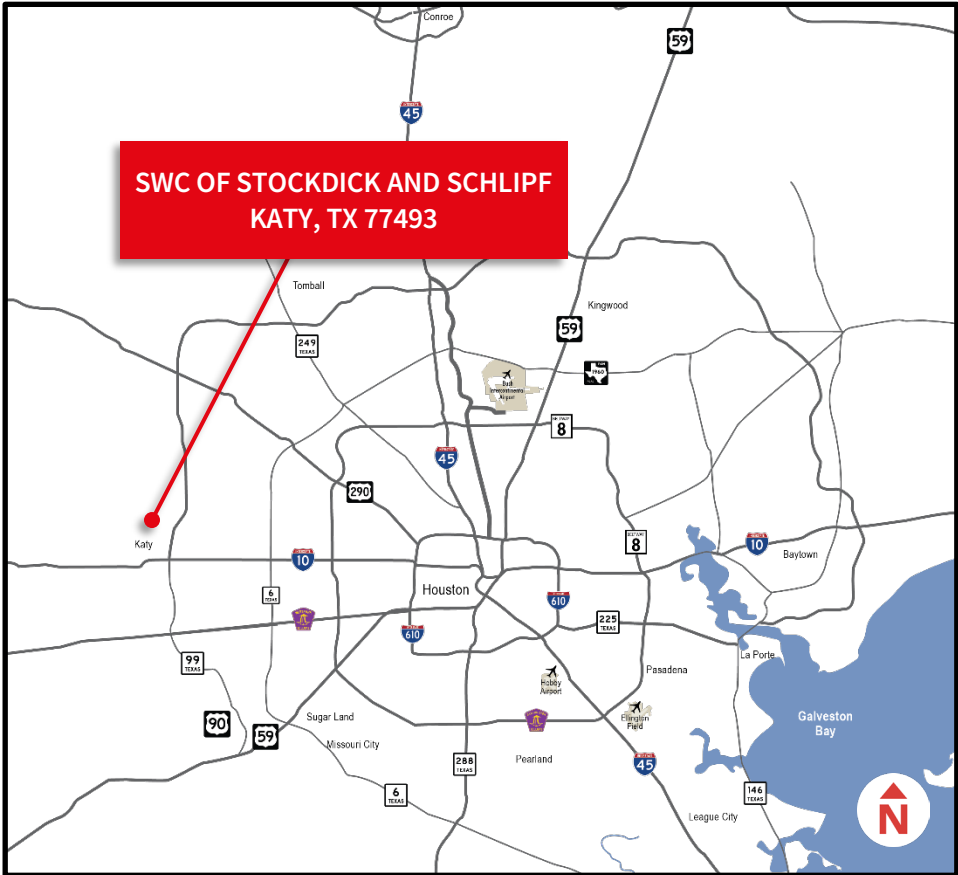 Conroe
59
45
SWC OF STOCKDICK AND SCHLIPF
KATY, TX 77493
Tomball
Kingwood
59
249
TEXAS
1960
Bush
Intercontinental
Airport
8
45
290
8
10
Katy
10
Baytown
Houston
6
TEXAS
610
610
225
TEXAS
La Porte
99
TEXAS
Pasadena
Hobby
Airport
Ellington
Field
90
59
Sugar Land
Missouri City
Galveston
Bay
288
TEXAS
Pearland
45
6
TEXAS
146
TEXAS
League City
N